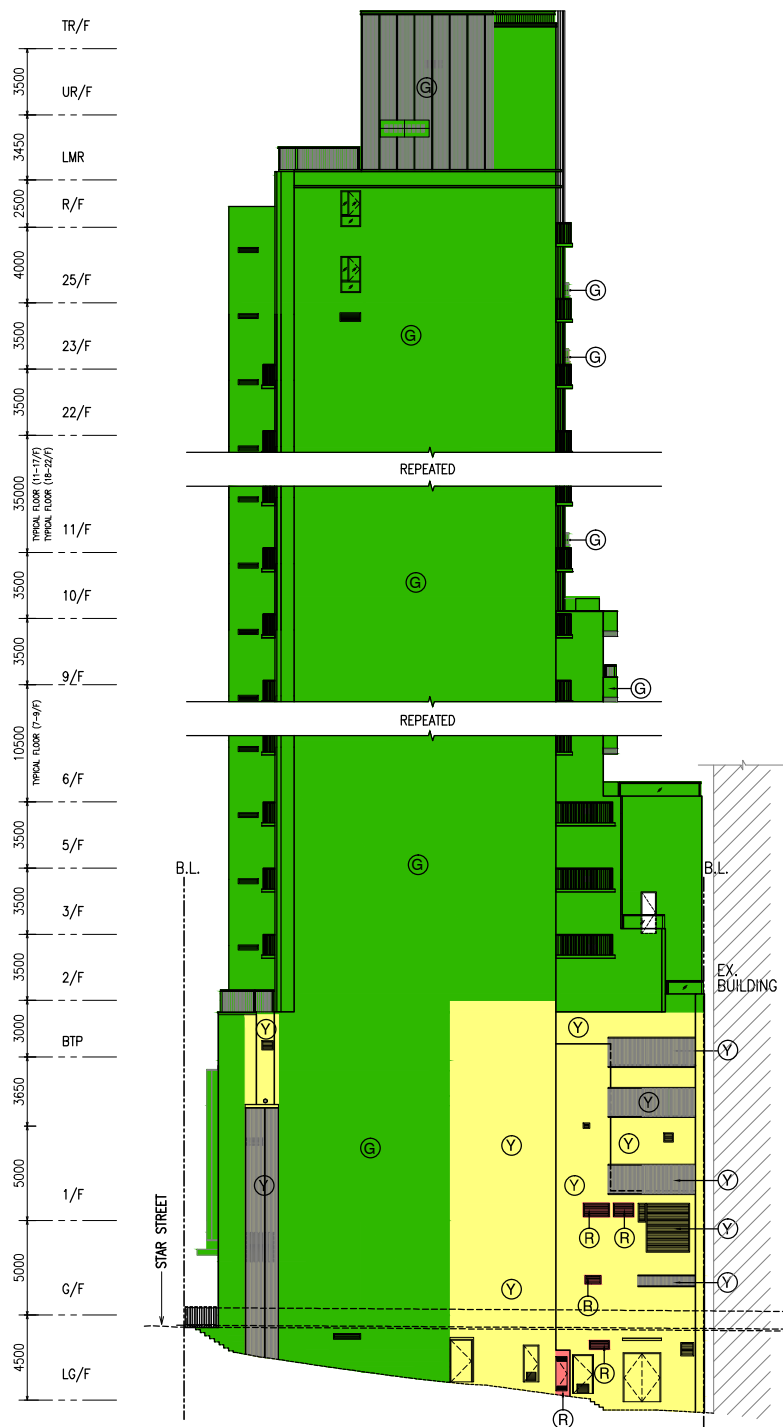 TR/F
3500
UR/F
G
3450
LMR
2500
R/F
4000
25/F
G
3500
23/F
G
G
3500
22/F
35000
TYPICAL FLOOR (11-17/F)
TYPICAL FLOOR (18-22/F)
REPEATED
11/F
G
3500
10/F
G
3500
9/F
G
10500
TYPICAL FLOOR (7-9/F)
REPEATED
6/F
3500
5/F
B.L.
G
B.L.
3500
3/F
3500
2/F
EX.
BUILDING
3000
BTP
Y
Y
Y
3650
Y
5000
G
Y
Y
1/F
STAR STREET
Y
Y
Y
Y
R
R
5000
G/F
Y
R
Y
4500
LG/F
R
R